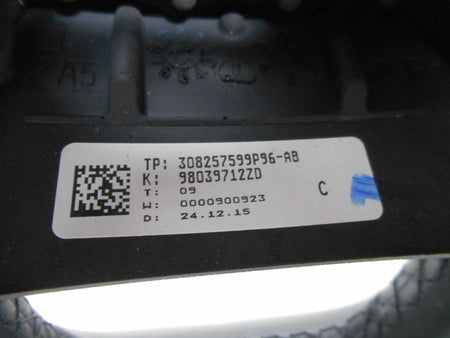 TP: 308257599P96-AB
K: 98039712ZD
T: 09
W: 0000900923
D: 24.12.15
C